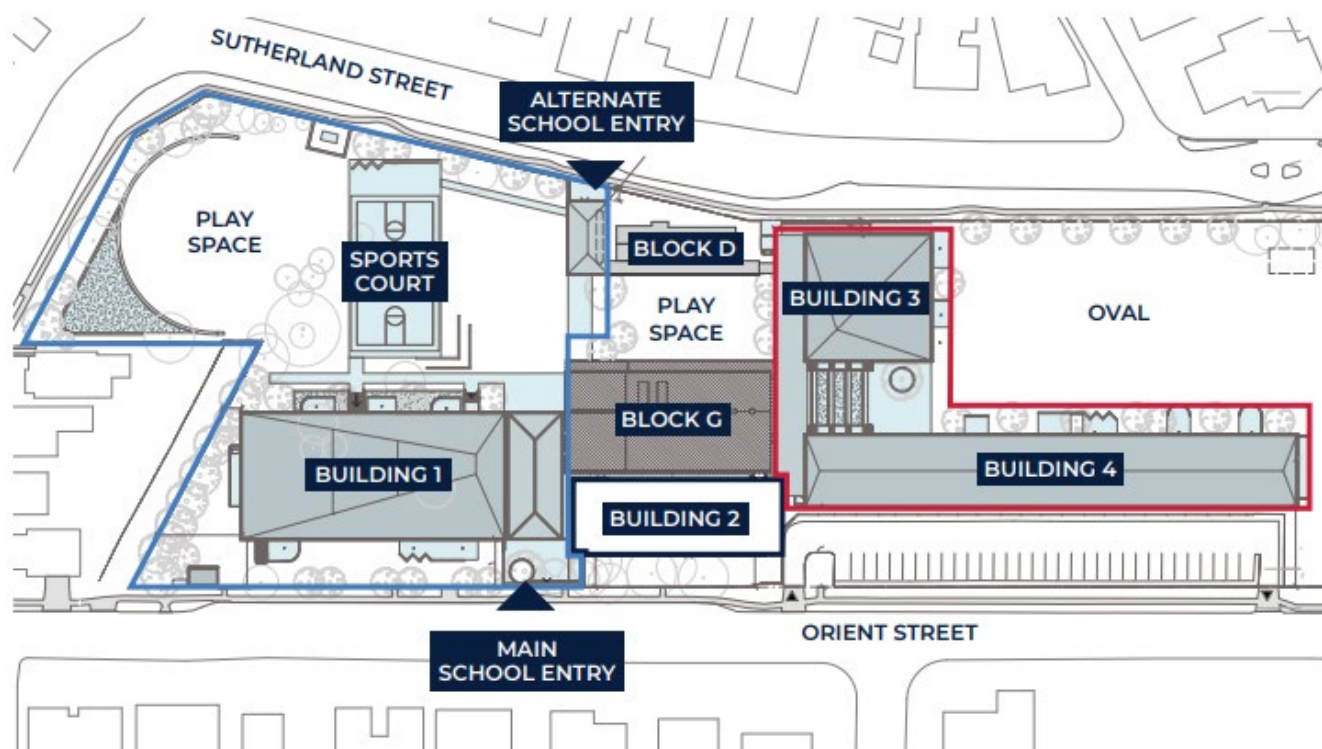 SUTHERLAND STREET
ALTERNATE
SCHOOL ENTRY
PLAY
SPACE
SPORTS
COURT
BLOCK D
PLAY
SPACE
BUILDING 3
OVAL
BLOCK G
BUILDING 1
BUILDING 4
BUILDING 2
ORIENT STREET
MAIN
SCHOOL ENTRY